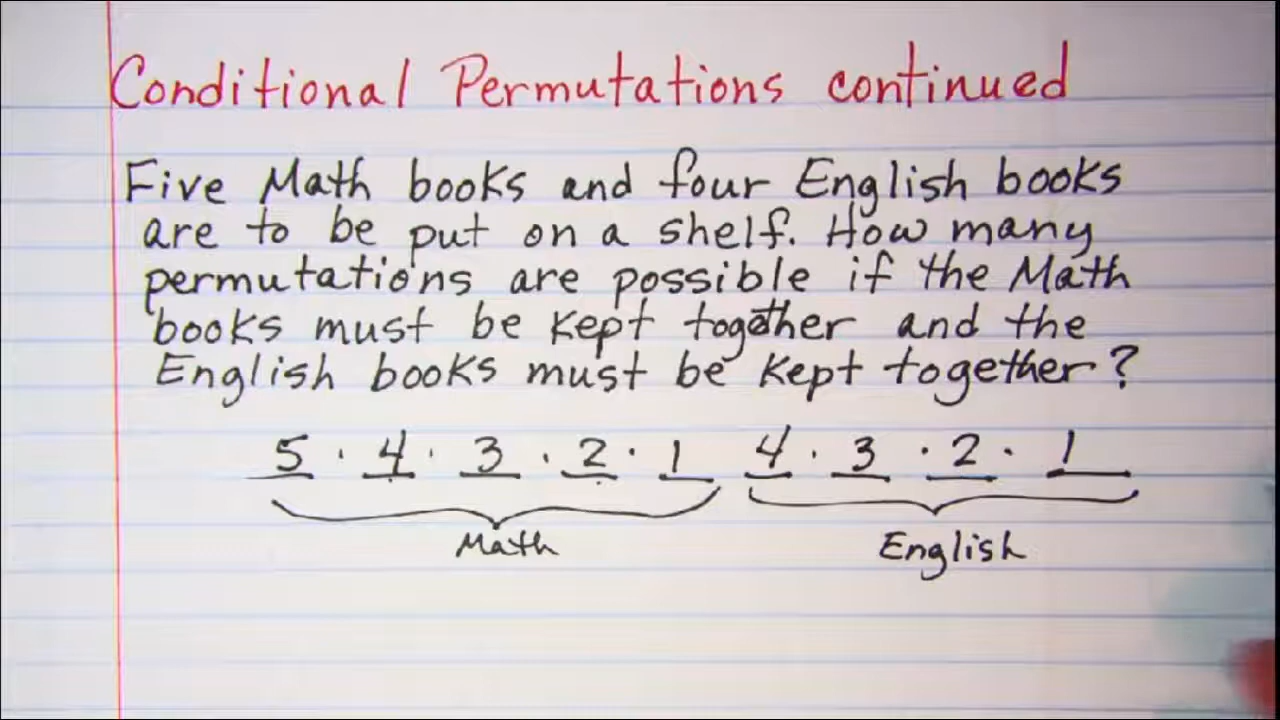 Conditional Permutations continued
Five Math books and four English books
are to be put on a shelf. How many
permutations are possible if the Math
books must be kept together and the
English books must be kept together?
5 · 4 · 3 · 2 · 1 4 · 3 · 2 · 1
Math English